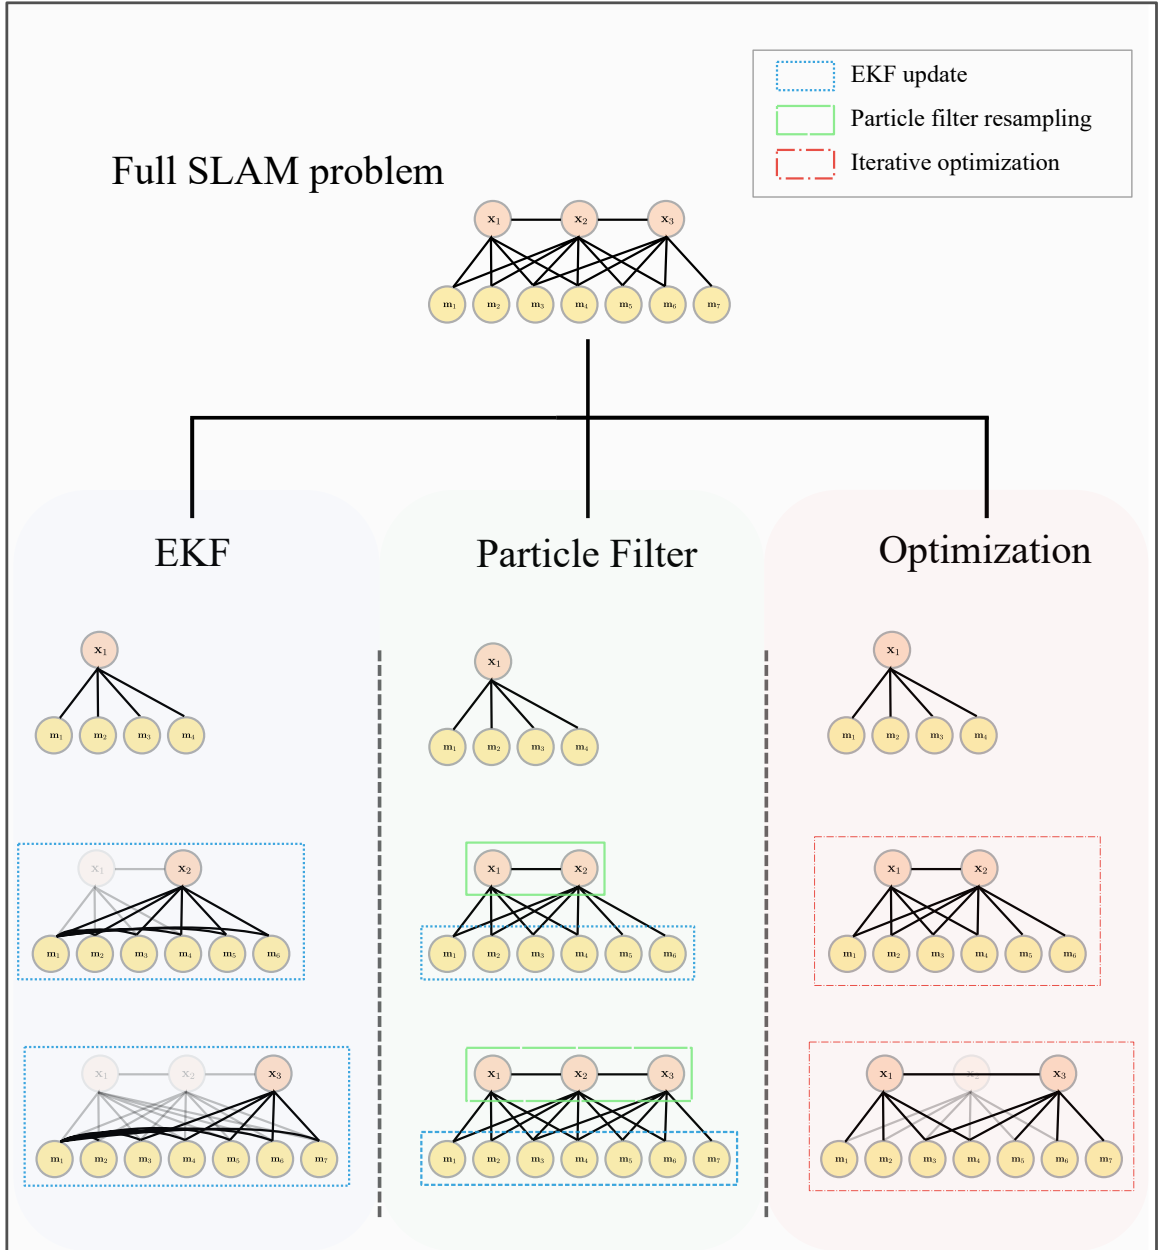 EKF update
Particle filter resampling
Iterative optimization
Full SLAM problem
x₁ x₂ x₃
m₁ m₂ m₃ m₄ m₅ m₆ m₇
EKF Particle Filter Optimization
x₁ x₁ x₁
m₁ m₂ m₃ m₄ m₁ m₂ m₃ m₄ m₁ m₂ m₃ m₄
x₁ x₂ x₁ x₂ x₁ x₂
m₁ m₂ m₃ m₄ m₅ m₆ m₁ m₂ m₃ m₄ m₅ m₆ m₁ m₂ m₃ m₄ m₅ m₆
x₁ x₂ x₃ x₁ x₂ x₃ x₁ x₂ x₃
m₁ m₂ m₃ m₄ m₅ m₆ m₇ m₁ m₂ m₃ m₄ m₅ m₆ m₇ m₁ m₂ m₃ m₄ m₅ m₆ m₇